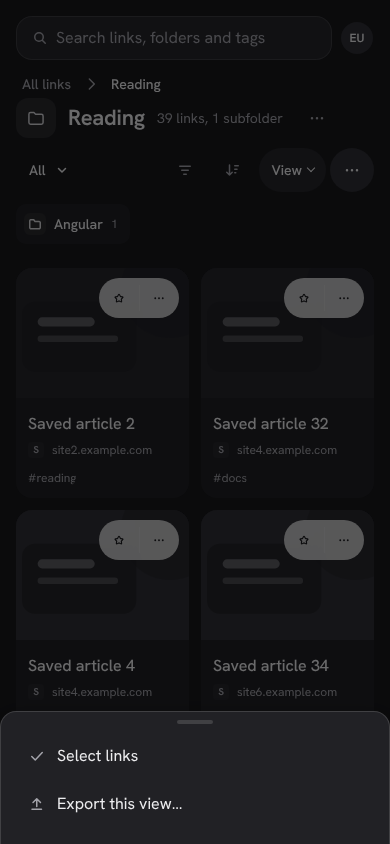 Search links, folders and tags
EU
All links
Reading
Reading
39 links, 1 subfolder
All
View
Angular 1
Saved article 2
S site2.example.com
#reading
Saved article 32
S site4.example.com
#docs
Saved article 4
S site4.example.com
Saved article 34
S site6.example.com
Select links
Export this view...